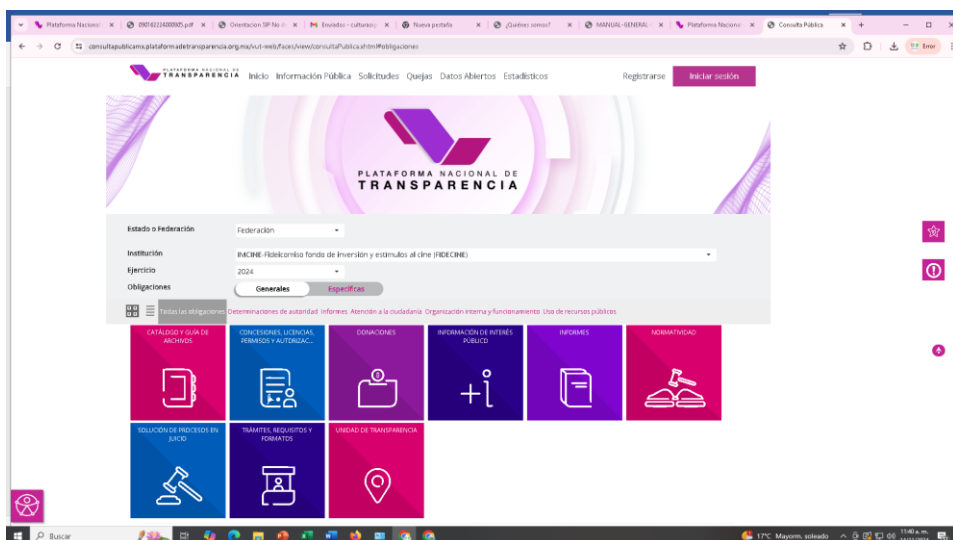 Plataforma Nacional
090162224000905.pdf
Orientacion SIP No
Enviados - culturasip
Nueva pestaña
¿Quiénes somos?
MANUAL-GENERAL
Plataforma Nacional
Consulta Pública
consultapublicamx.plataformadetransparencia.org.mx/vut-web/faces/view/consultaPublica.xhtml#obligaciones
Error
PLATAFORMA NACIONAL DE
TRANSPARENCIA
Inicio Información Pública Solicitudes Quejas Datos Abiertos Estadísticos
Registrarse Iniciar sesión
PLATAFORMA NACIONAL DE
TRANSPARENCIA
Estado o Federación Federación
Institución IMCINE-Fideicomiso fondo de inversión y estímulos al cine (FIDECINE)
Ejercicio 2024
Obligaciones Generales Específicas
Todas las obligaciones Determinaciones de autoridad Informes Atención a la ciudadanía Organización interna y funcionamiento Uso de recursos públicos
CATÁLOGO Y GUÍA DE
ARCHIVOS
CONCESIONES, LICENCIAS,
PERMISOS Y AUTORIZAC...
DONACIONES
INFORMACIÓN DE INTERÉS
PÚBLICO
INFORMES
NORMATIVIDAD
SOLUCIÓN DE PROCESOS EN
JUICIO
TRÁMITES, REQUISITOS Y
FORMATOS
UNIDAD DE TRANSPARENCIA
Buscar
17°C Mayorm. soleado
11:40 a. m.